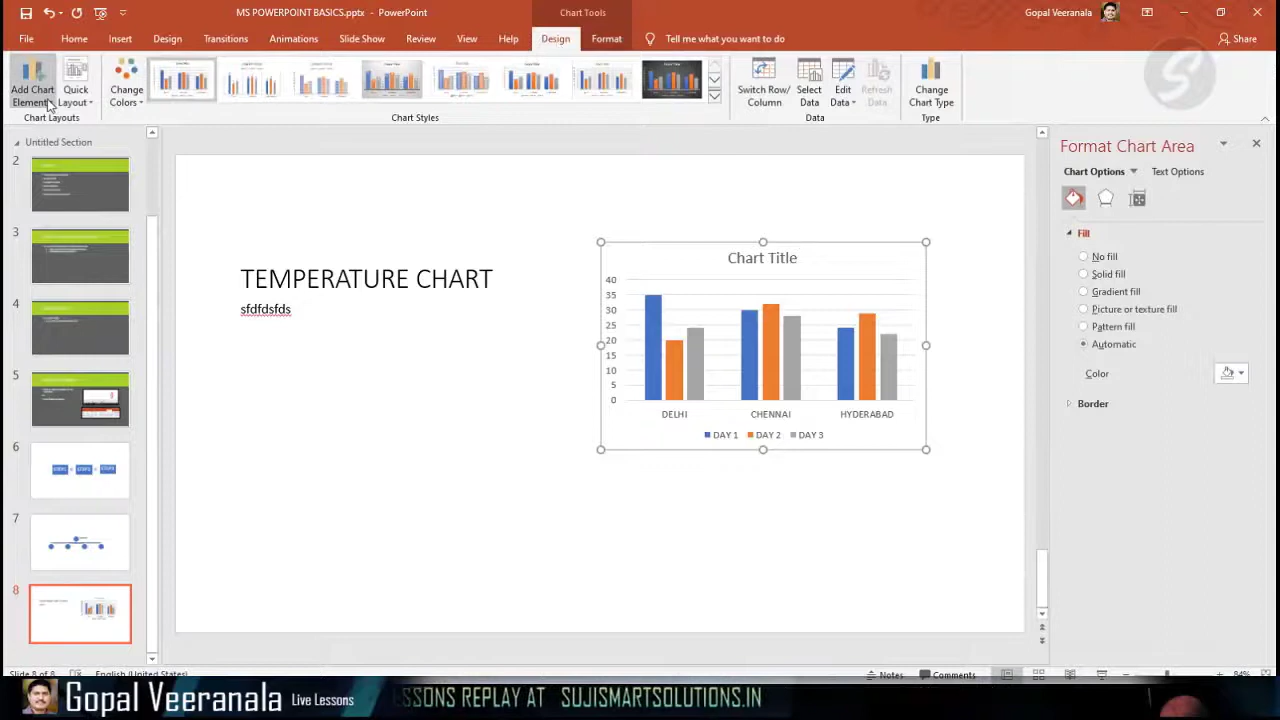 MS POWERPOINT BASICS.pptx - PowerPoint
Chart Tools
Gopal Veeranala
File
Home
Insert
Design
Transitions
Animations
Slide Show
Review
View
Help
Design
Format
Tell me what you want to do
Share
Add Chart
Element
Quick
Layout
Change
Colors
Switch Row/
Column
Select
Data
Edit
Data
Refresh
Data
Change
Chart Type
Chart Layouts
Chart Styles
Data
Type
Untitled Section
2
3
4
5
6
7
8
TEMPERATURE CHART
sfdfdsfds
Chart Title
40
35
30
25
20
15
10
5
0
DELHI
CHENNAI
HYDERABAD
DAY 1
DAY 2
DAY 3
Format Chart Area
Chart Options
Text Options
Fill
No fill
Solid fill
Gradient fill
Picture or texture fill
Pattern fill
Automatic
Color
Border
Slide 8 of 8
English (United States)
Notes
Comments
84%
Gopal Veeranala
Live Lessons
LESSONS REPLAY AT SUJISMARTSOLUTIONS.IN